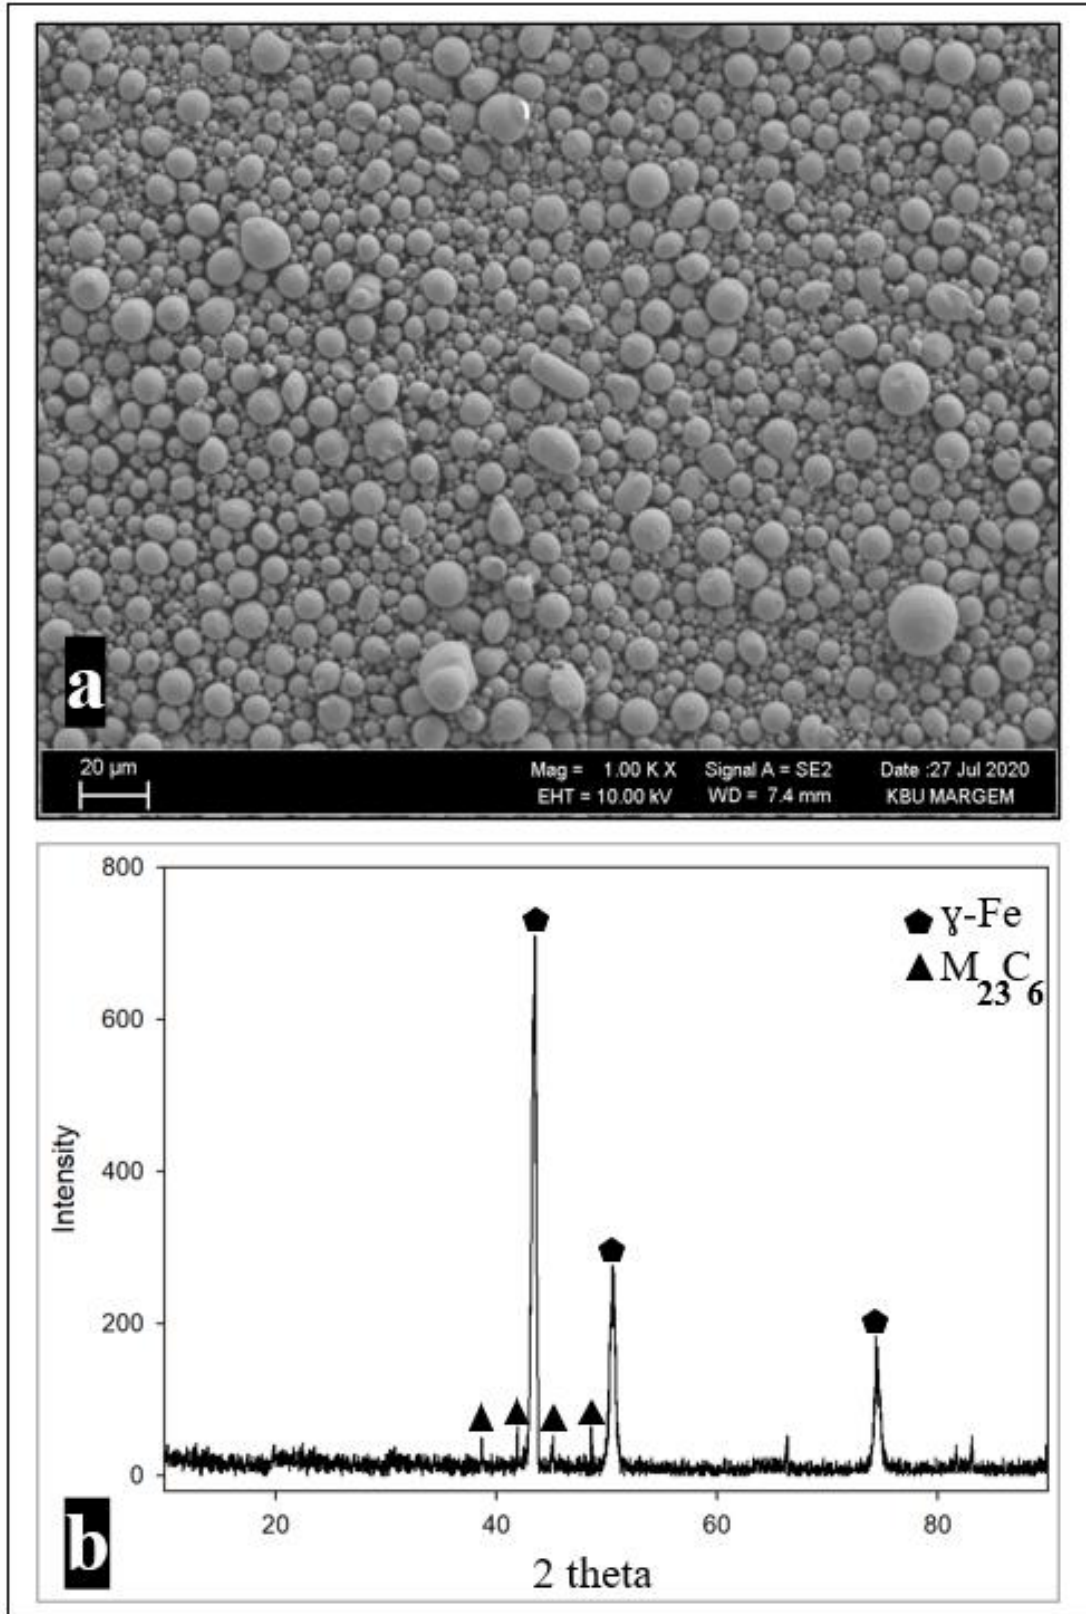 a
20 µm
Mag = 1.00 K X Signal A = SE2 Date :27 Jul 2020
EHT = 10.00 kV WD = 7.4 mm KBU MARGEM
800
600
400
200
0
Intensity
ɣ-Fe
M23C6
20 40 60 80
2 theta
b